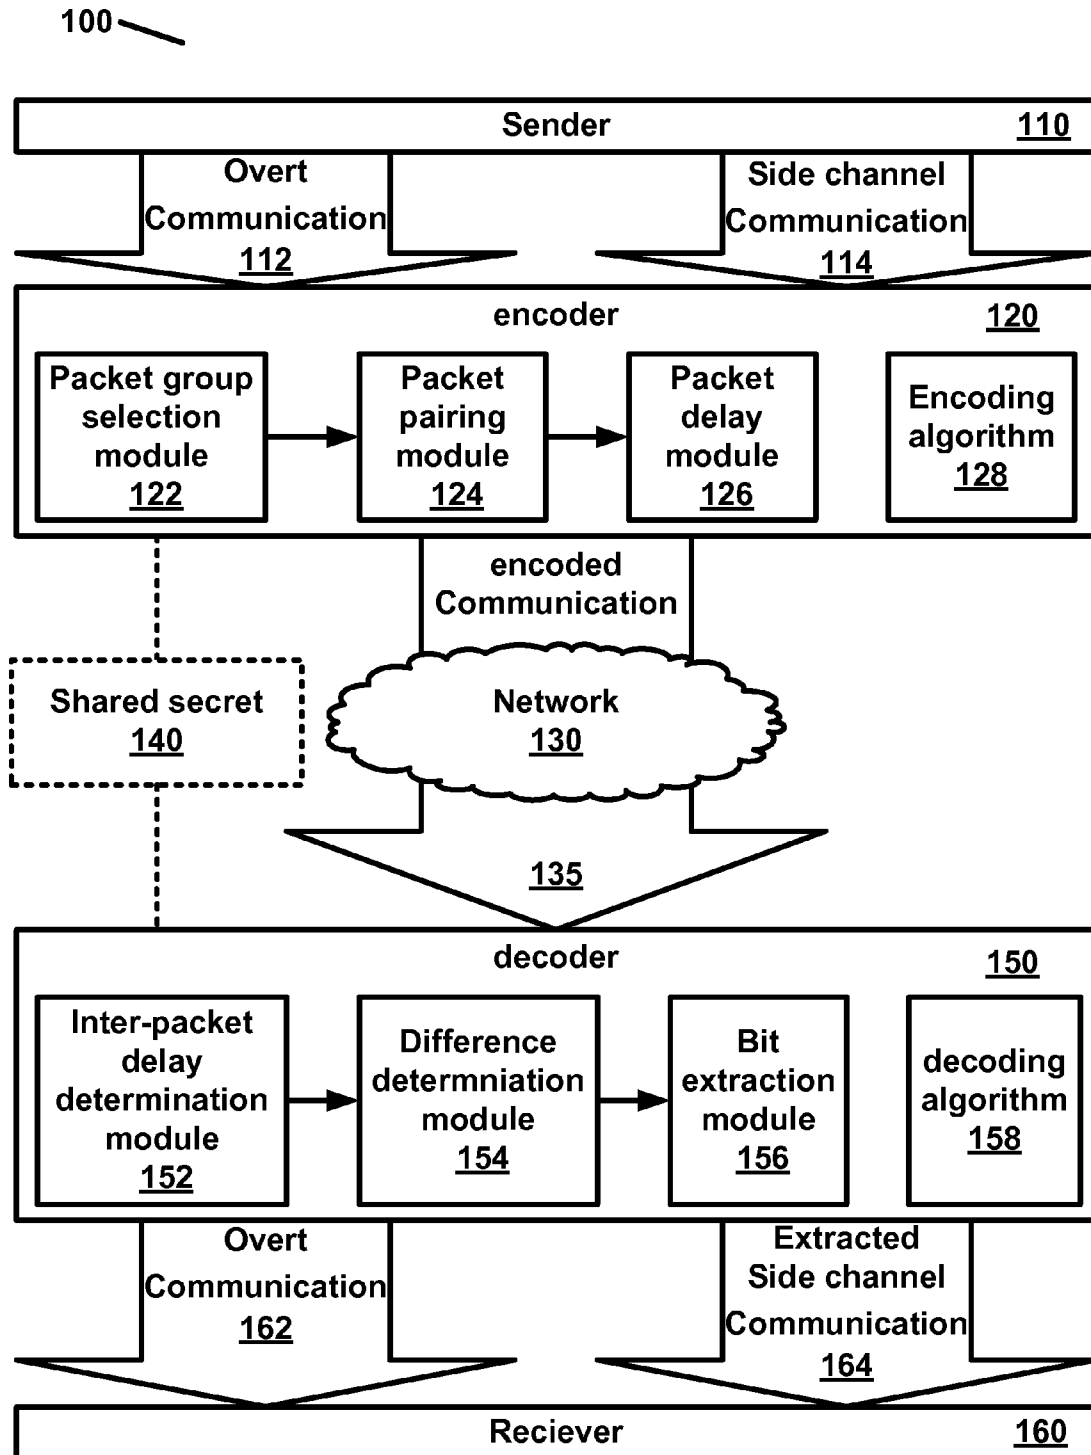 100
Sender 110
Overt
Communication
112
Side channel
Communication
114
encoder 120
Packet group
selection
module
122
Packet
pairing
module
124
Packet
delay
module
126
Encoding
algorithm
128
encoded
Communication
Shared secret
140
Network
130
135
decoder 150
Inter-packet
delay
determination
module
152
Difference
determniation
module
154
Bit
extraction
module
156
decoding
algorithm
158
Overt
Communication
162
Extracted
Side channel
Communication
164
Reciever 160